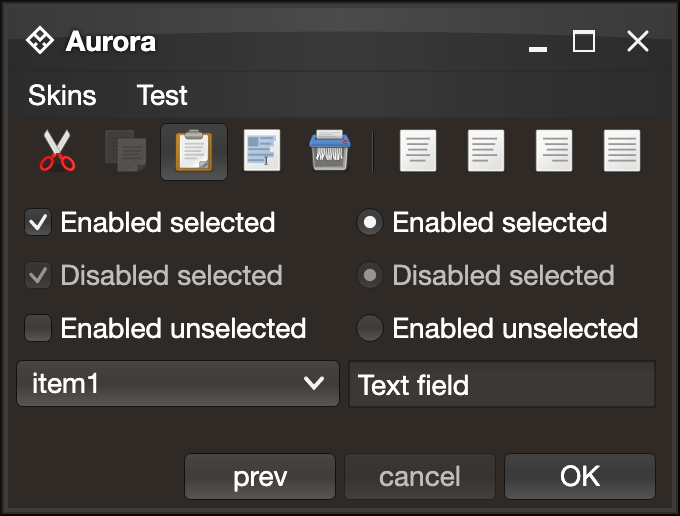 Aurora
Skins Test
Enabled selected Enabled selected
Disabled selected Disabled selected
Enabled unselected Enabled unselected
item1 Text field
prev cancel OK